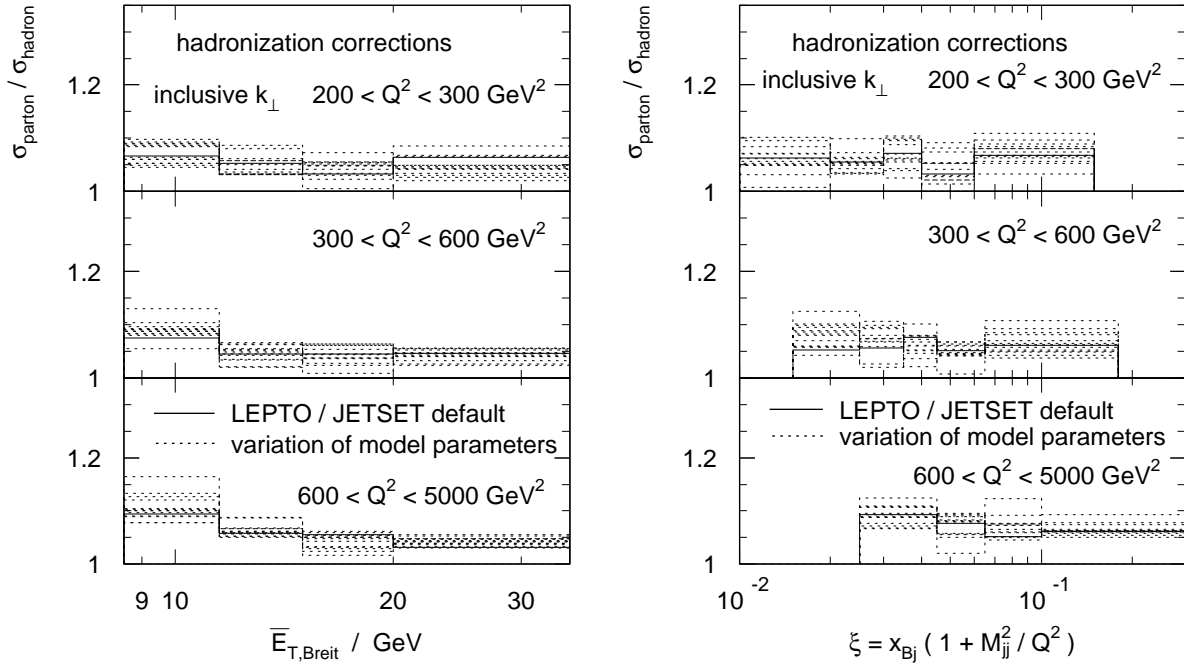 σparton / σhadron
hadronization corrections
inclusive k⊥ 200 < Q² < 300 GeV²
1.2
1
300 < Q² < 600 GeV²
1.2
1
LEPTO / JETSET default
variation of model parameters
1.2
600 < Q² < 5000 GeV²
1
9 10 20 30
E̅T,Breit / GeV
σparton / σhadron
hadronization corrections
inclusive k⊥ 200 < Q² < 300 GeV²
1.2
1
300 < Q² < 600 GeV²
1.2
1
LEPTO / JETSET default
variation of model parameters
1.2
600 < Q² < 5000 GeV²
1
10⁻² 10⁻¹
ξ = xBj ( 1 + M²jj / Q² )